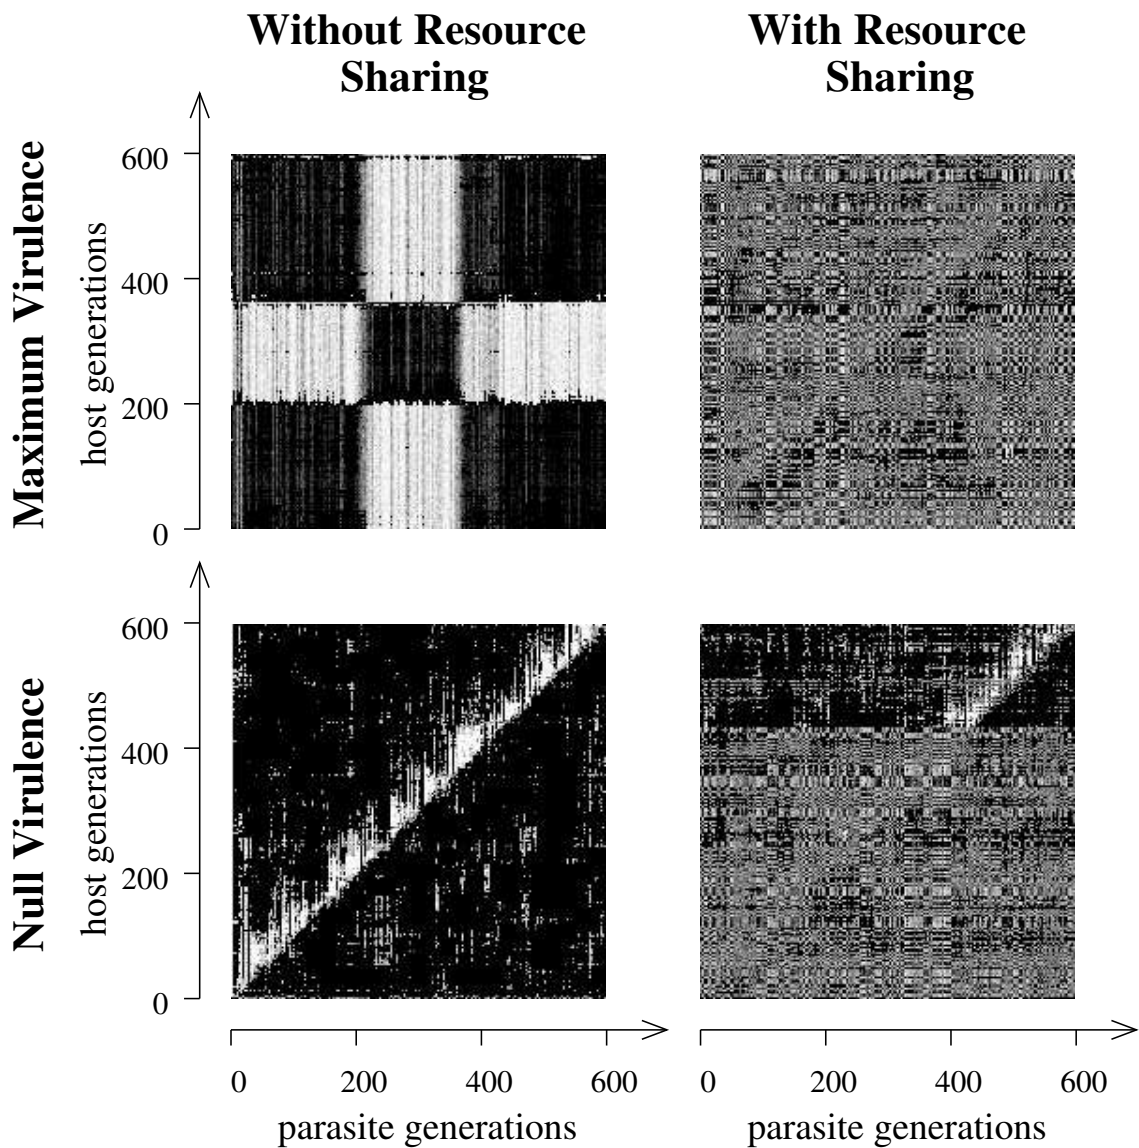 Without Resource
Sharing
With Resource
Sharing
Maximum Virulence
host generations
600
400
200
0
Null Virulence
host generations
600
400
200
0
0 200 400 600
parasite generations
0 200 400 600
parasite generations